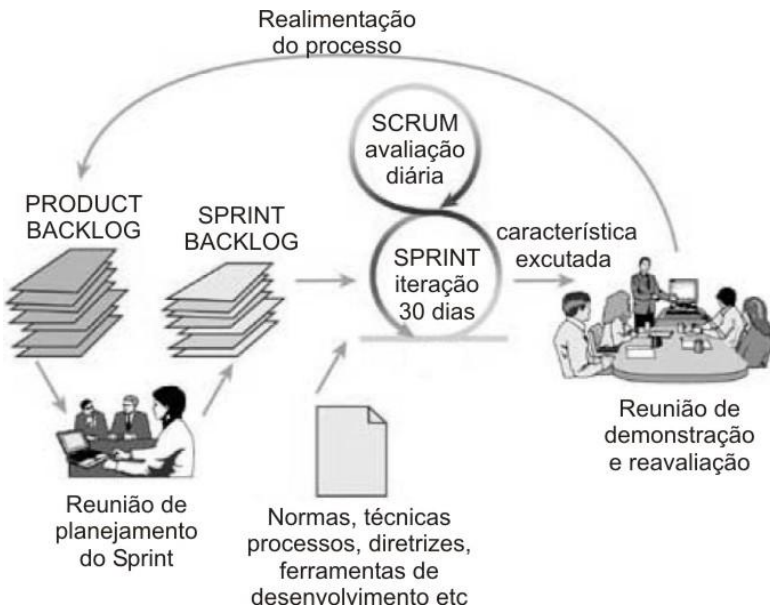 Realimentação
do processo
SCRUM
avaliação
diária
PRODUCT
BACKLOG
SPRINT
BACKLOG
SPRINT
iteração
30 dias
característica
excutada
Reunião de
planejamento
do Sprint
Normas, técnicas
processos, diretrizes,
ferramentas de
desenvolvimento etc
Reunião de
demonstração
e reavaliação